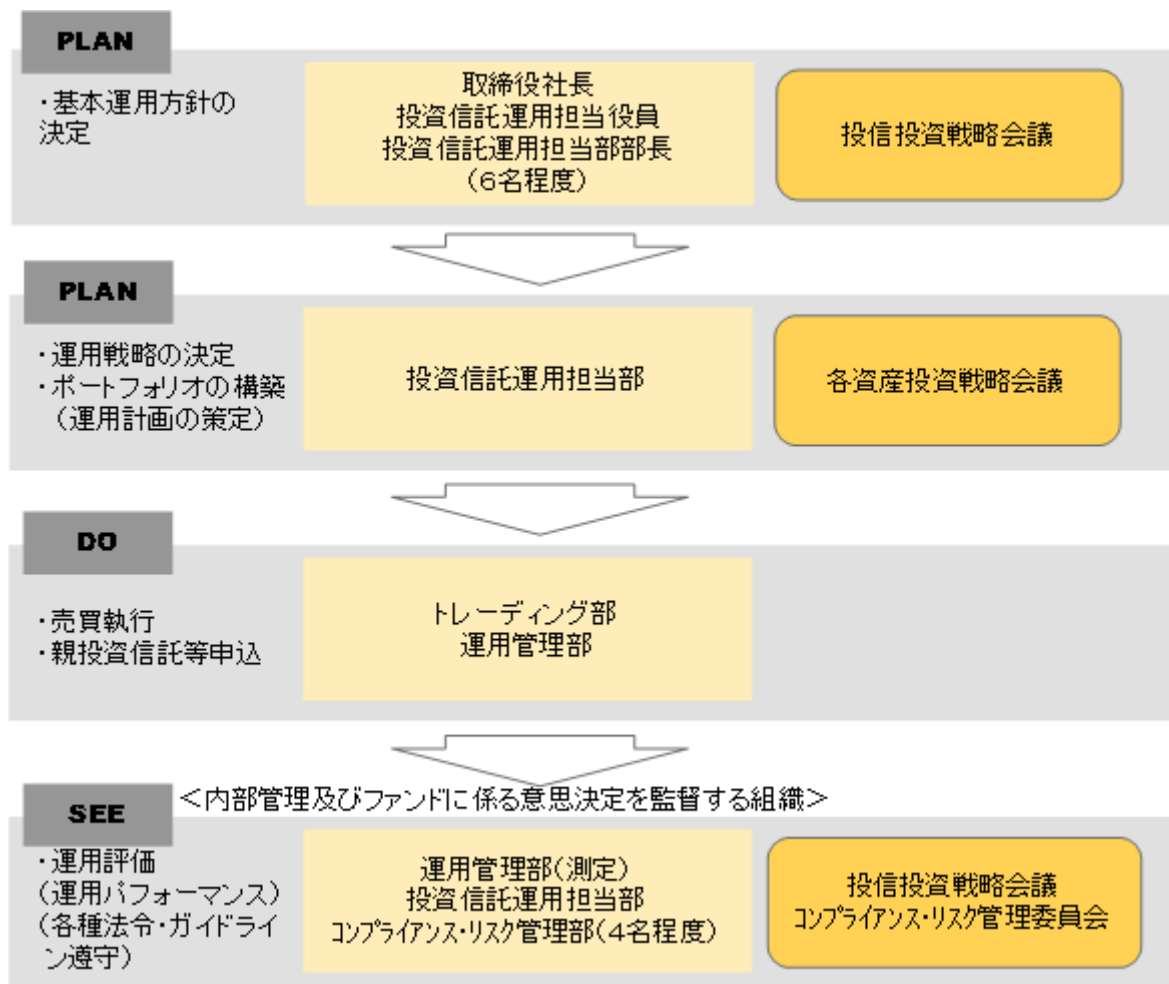 PLAN
・基本運用方針の
決定
取締役社長
投資信託運用担当役員
投資信託運用担当部部長
(6名程度)
投信投資戦略会議
PLAN
・運用戦略の決定
・ポートフォリオの構築
(運用計画の策定)
投資信託運用担当部
各資産投資戦略会議
DO
・売買執行
・親投資信託等申込
トレーディング部
運用管理部
SEE
<内部管理及びファンドに係る意思決定を監督する組織>
・運用評価
(運用パフォーマンス)
(各種法令・ガイドライ
ン遵守)
運用管理部(測定)
投資信託運用担当部
コンプライアンス・リスク管理部(4名程度)
投信投資戦略会議
コンプライアンス・リスク管理委員会